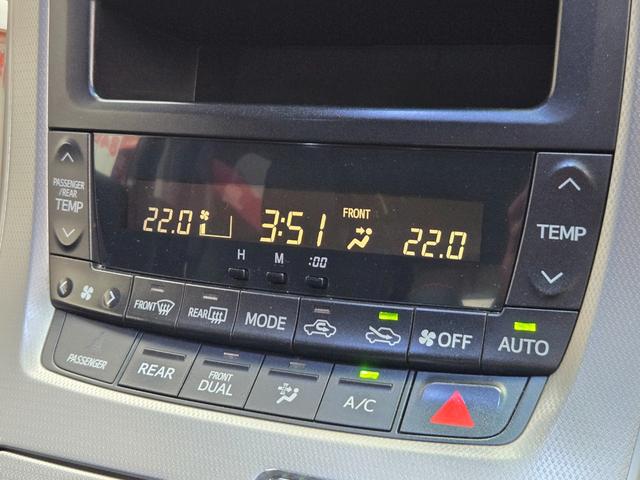 PASSENGER
/REAR
TEMP
22.0
3:51
FRONT
22.0
TEMP
H
M
:00
FRONT
REAR
MODE
OFF
AUTO
PASSENGER
REAR
FRONT
DUAL
A/C